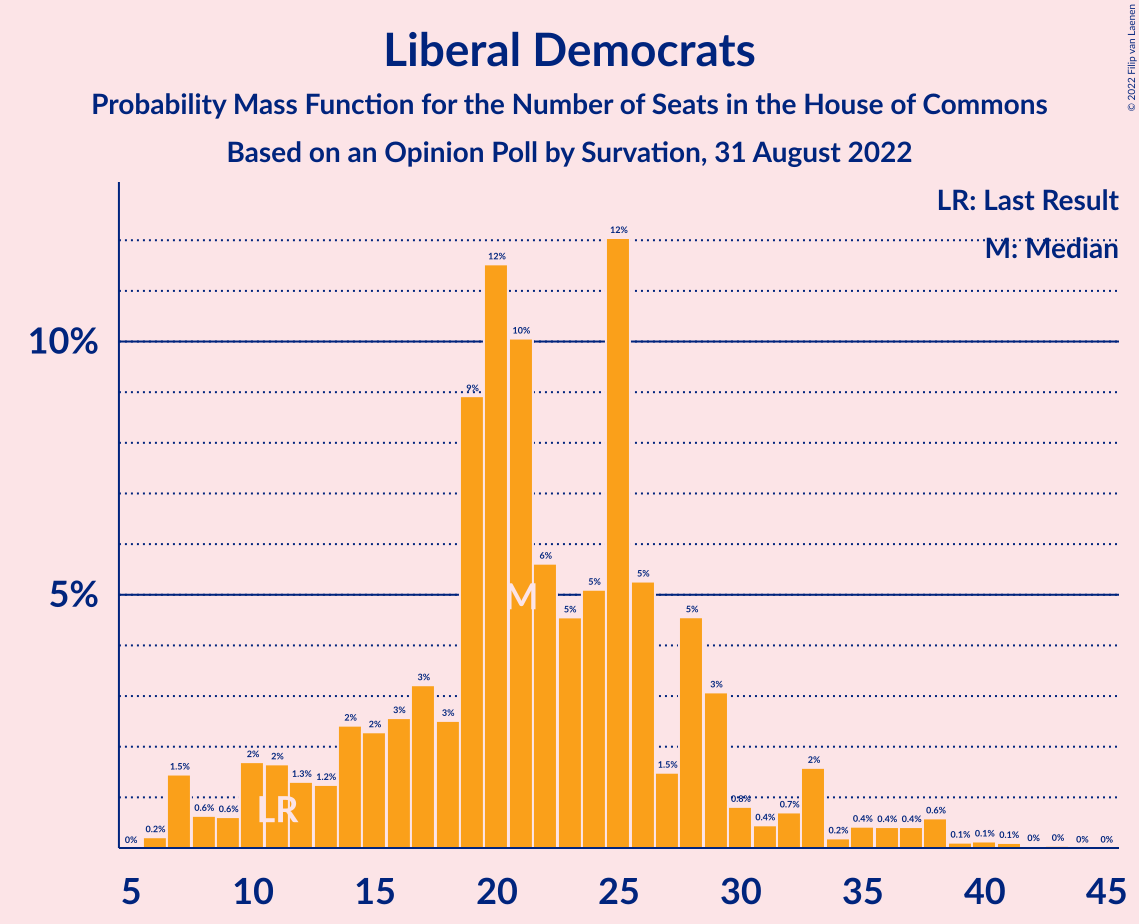 © 2022 Filip van Laenen
Liberal Democrats
Probability Mass Function for the Number of Seats in the House of Commons
Based on an Opinion Poll by Survation, 31 August 2022
LR: Last Result
M: Median
10%
5%
0% 0.2% 1.5% 0.6% 0.6% 2% 2% 1.3% 1.2% 2% 2% 3% 3% 3% 9% 12% 10% 6% 5% 5% 12% 5% 1.5% 5% 3% 0.8% 0.4% 0.7% 2% 0.2% 0.4% 0.4% 0.4% 0.6% 0.1% 0.1% 0.1% 0% 0% 0% 0%
M
LR
5 10 15 20 25 30 35 40 45